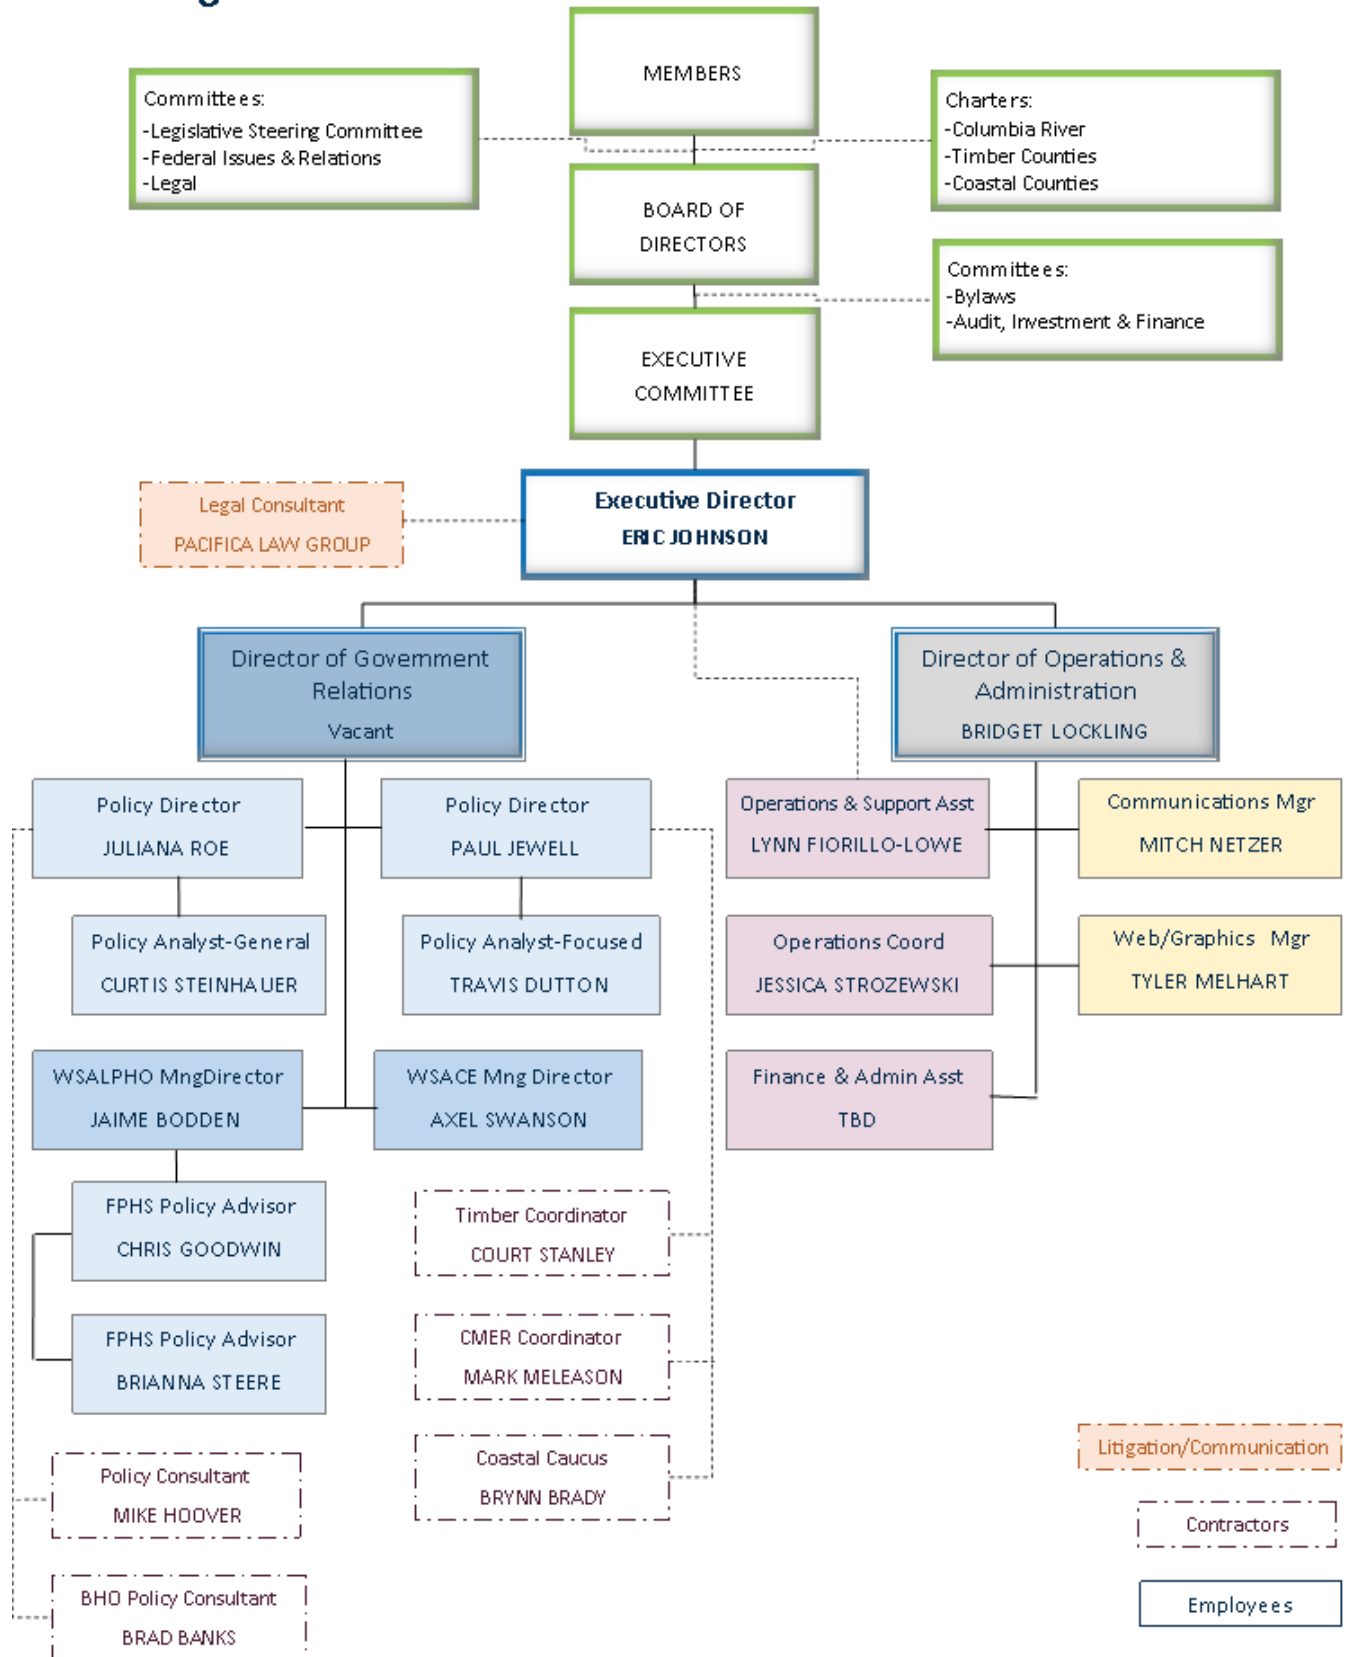 MEMBERS
Committees:
-Legislative Steering Committee
-Federal Issues & Relations
-Legal
Charters:
-Columbia River
-Timber Counties
-Coastal Counties
BOARD OF
DIRECTORS
Committees:
-Bylaws
-Audit, Investment & Finance
EXECUTIVE
COMMITTEE
Legal Consultant
PACIFICA LAW GROUP
Executive Director
ERIC JOHNSON
Director of Government
Relations
Vacant
Director of Operations &
Administration
BRIDGET LOCKLING
Policy Director
JULIANA ROE
Policy Director
PAUL JEWELL
Operations & Support Asst
LYNN FIORILLO-LOWE
Communications Mgr
MITCH NETZER
Policy Analyst-General
CURTIS STEINHAUER
Policy Analyst-Focused
TRAVIS DUTTON
Operations Coord
JESSICA STROZEWSKI
Web/Graphics Mgr
TYLER MELHART
WSALPHO MngDirector
JAIME BODDEN
WSACE Mng Director
AXEL SWANSON
Finance & Admin Asst
TBD
FPHS Policy Advisor
CHRIS GOODWIN
Timber Coordinator
COURT STANLEY
FPHS Policy Advisor
BRIANNA STEERE
CMER Coordinator
MARK MELEASON
Policy Consultant
MIKE HOOVER
Coastal Caucus
BRYNN BRADY
BHO Policy Consultant
BRAD BANKS
Litigation/Communication
Contractors
Employees